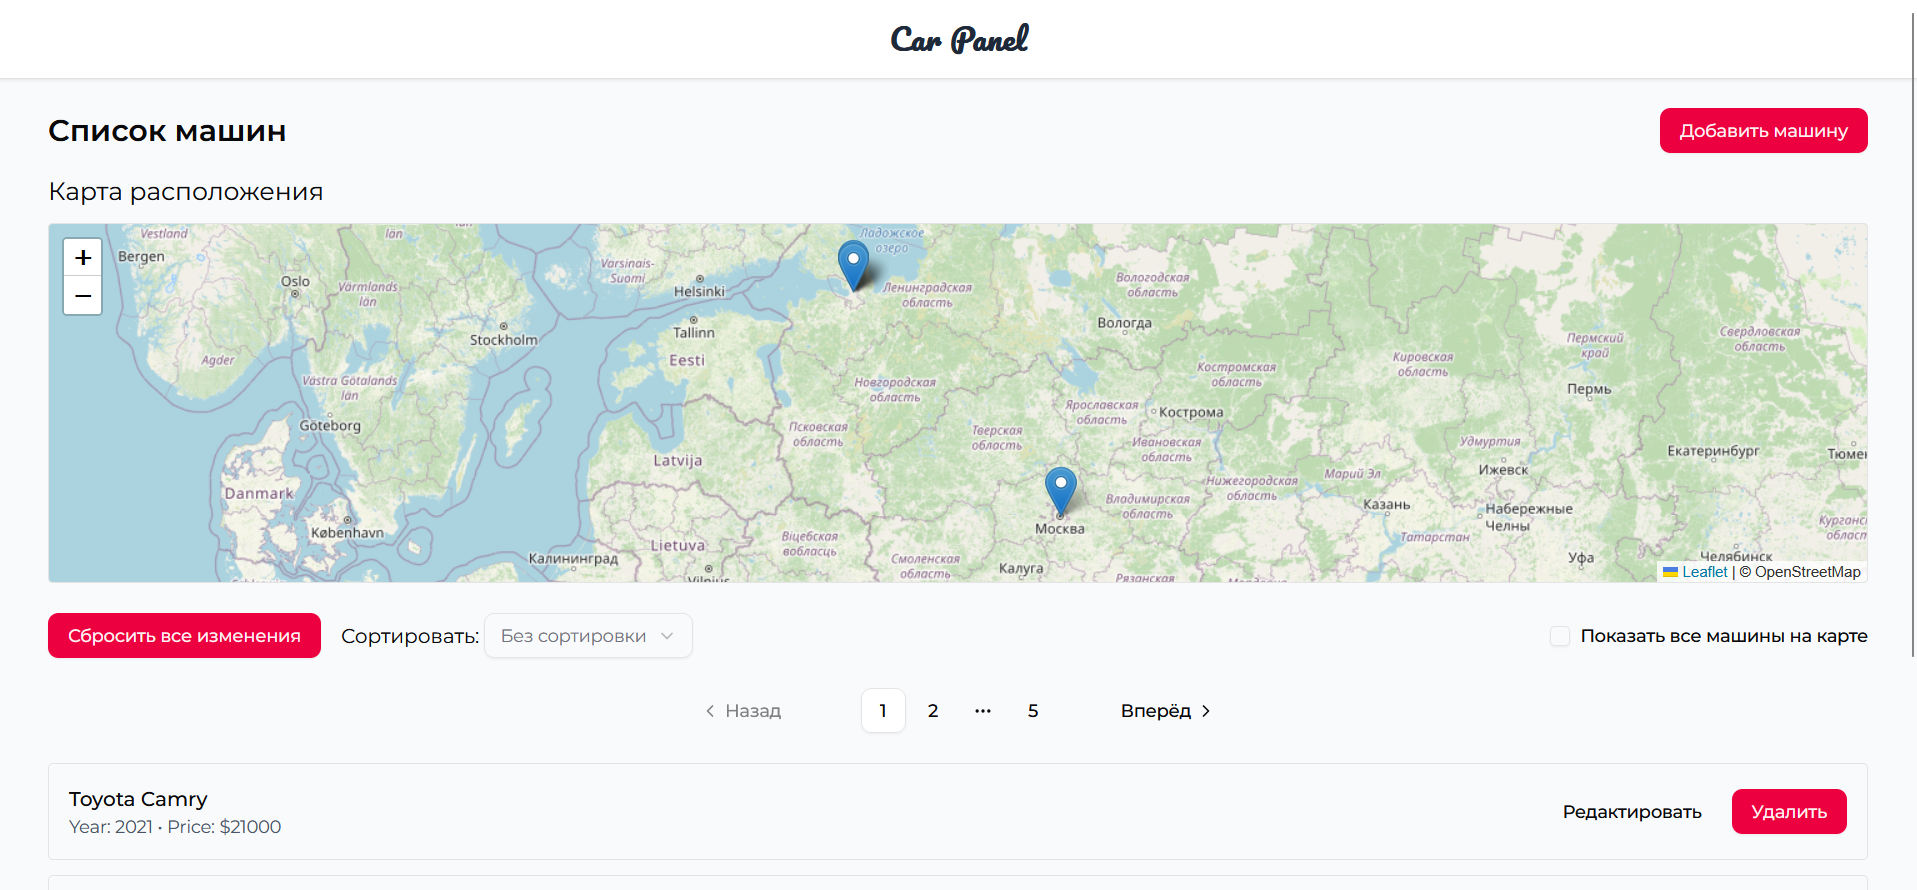 Car Panel
Список машин
Добавить машину
Карта расположения
+
−
Vestland
Bergen
Oslo
Värmlands
län
län
Varsinais-
Suomi
Helsinki
Ладожское
озеро
Ленинградская
область
Вологодская
область
Вологда
Stockholm
Tallinn
Eesti
Agder
Västra Götalands
län
Göteborg
Новгородская
область
Костромская
область
Кировская
область
Пермский
край
Свердловская
область
Пермь
Ярославская
область
Кострома
Псковская
область
Тверская
область
Ивановская
область
Удмуртия
Екатеринбург
Latvija
Ижевск
Марий Эл
Нижегородская
область
Danmark
København
Владимирская
область
Казань
Набережные
Челны
Москва
Татарстан
Lietuva
Віцебская
вобласць
Калининград
Смоленская
область
Калуга
Уфа
Челябинск
Рязанская
Leaflet | © OpenStreetMap
Сбросить все изменения
Сортировать: Без сортировки
Показать все машины на карте
Назад 1 2 ... 5 Вперёд
Toyota Camry
Year: 2021 • Price: $21000
Редактировать
Удалить